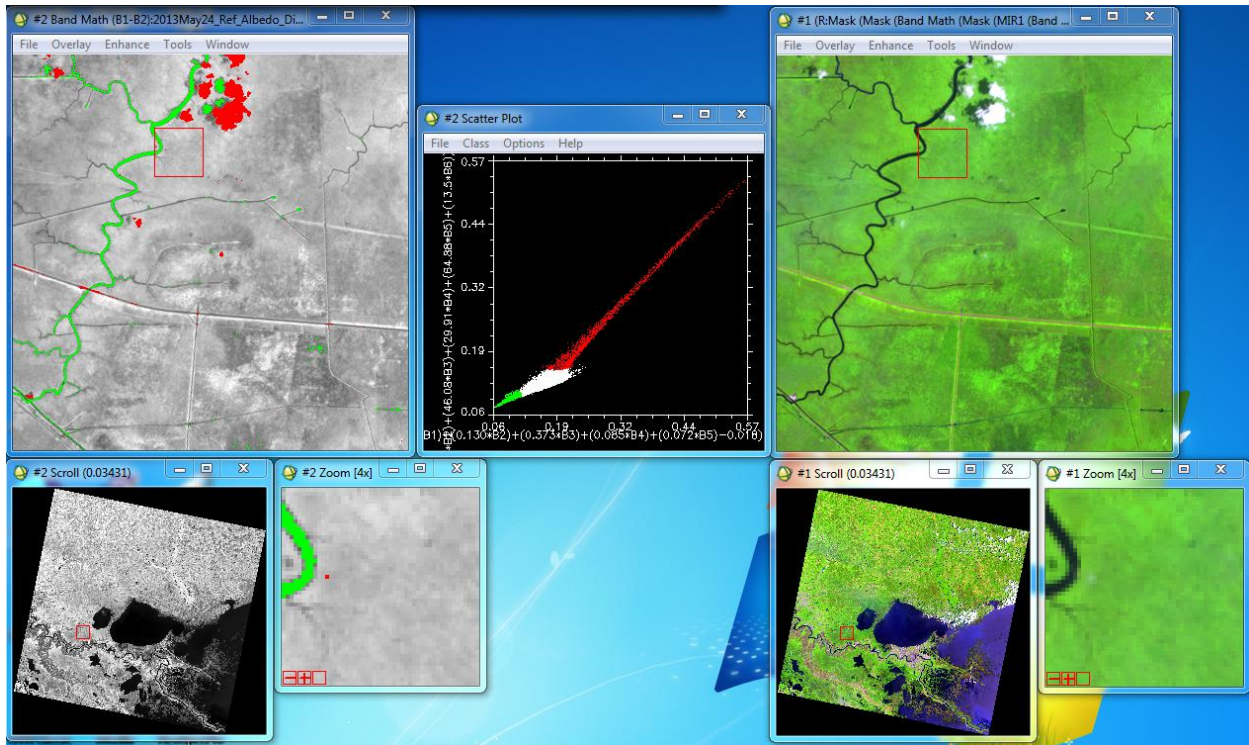 #2 Band Math (B1-B2):2013May24_Ref_Albedo_Di...
File Overlay Enhance Tools Window
#1 (R:Mask (Mask (Band Math (Mask (MIR1 (Band ...
File Overlay Enhance Tools Window
#2 Scatter Plot
File Class Options Help
+(46.08*B3)+(29.91*B4)+(64.88*B5)+(13.5*B6))
0.57
0.44
0.32
0.19
0.06
0.06 0.19 0.32 0.44 0.57
B1)+(0.130*B2)+(0.373*B3)+(0.085*B4)+(0.072*B5)-0.018)
#2 Scroll (0.03431)
#2 Zoom [4x]
#1 Scroll (0.03431)
#1 Zoom [4x]